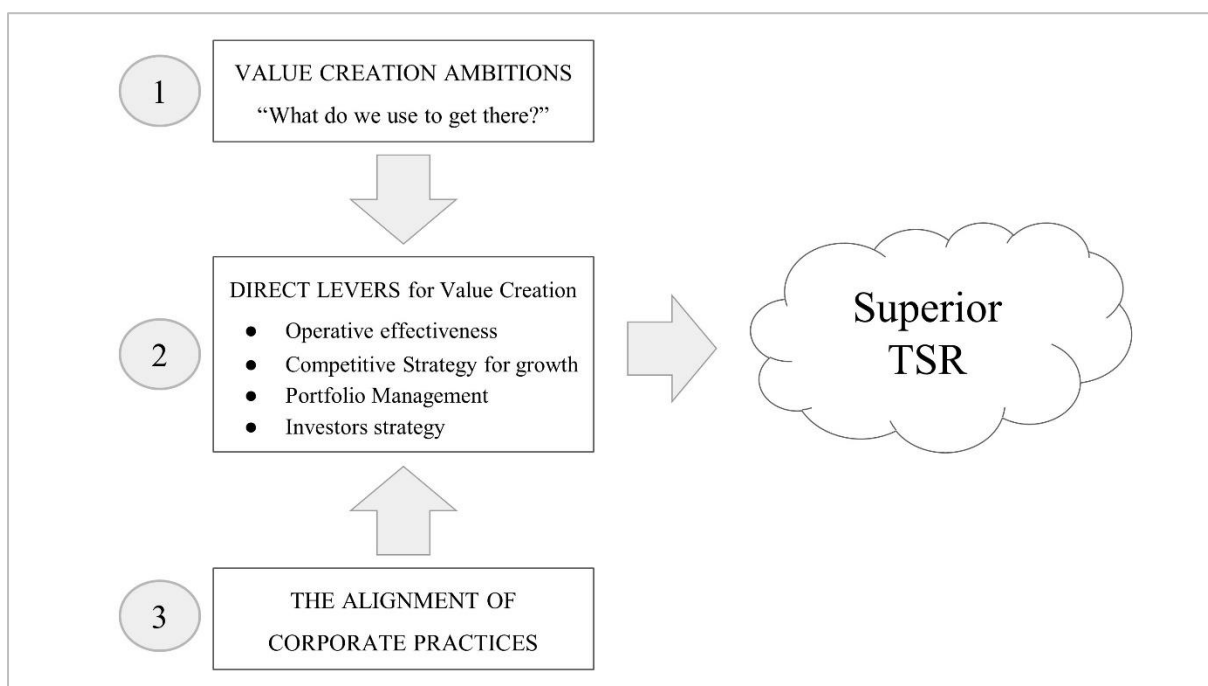 1
VALUE CREATION AMBITIONS
“What do we use to get there?”
2
DIRECT LEVERS for Value Creation
● Operative effectiveness
● Competitive Strategy for growth
● Portfolio Management
● Investors strategy
Superior
TSR
3
THE ALIGNMENT OF
CORPORATE PRACTICES